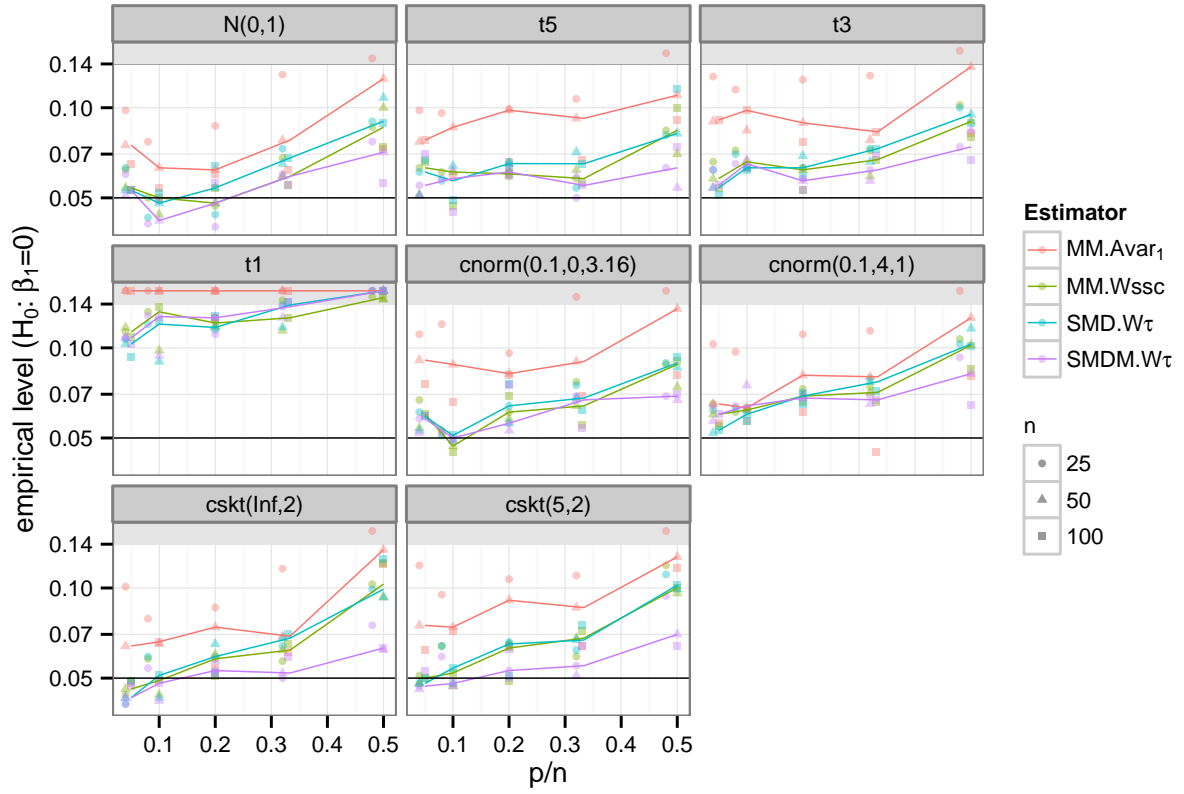 N(0,1)
t5
t3
0.14
0.10
0.07
0.05
t1
cnorm(0.1,0,3.16)
cnorm(0.1,4,1)
0.14
0.10
0.07
0.05
cskt(Inf,2)
cskt(5,2)
0.14
0.10
0.07
0.05
0.1 0.2 0.3 0.4 0.5
0.1 0.2 0.3 0.4 0.5
p/n
empirical level (H₀: β₁=0)
Estimator
MM.Avar₁
MM.Wssc
SMD.Wτ
SMDM.Wτ
n
25
50
100